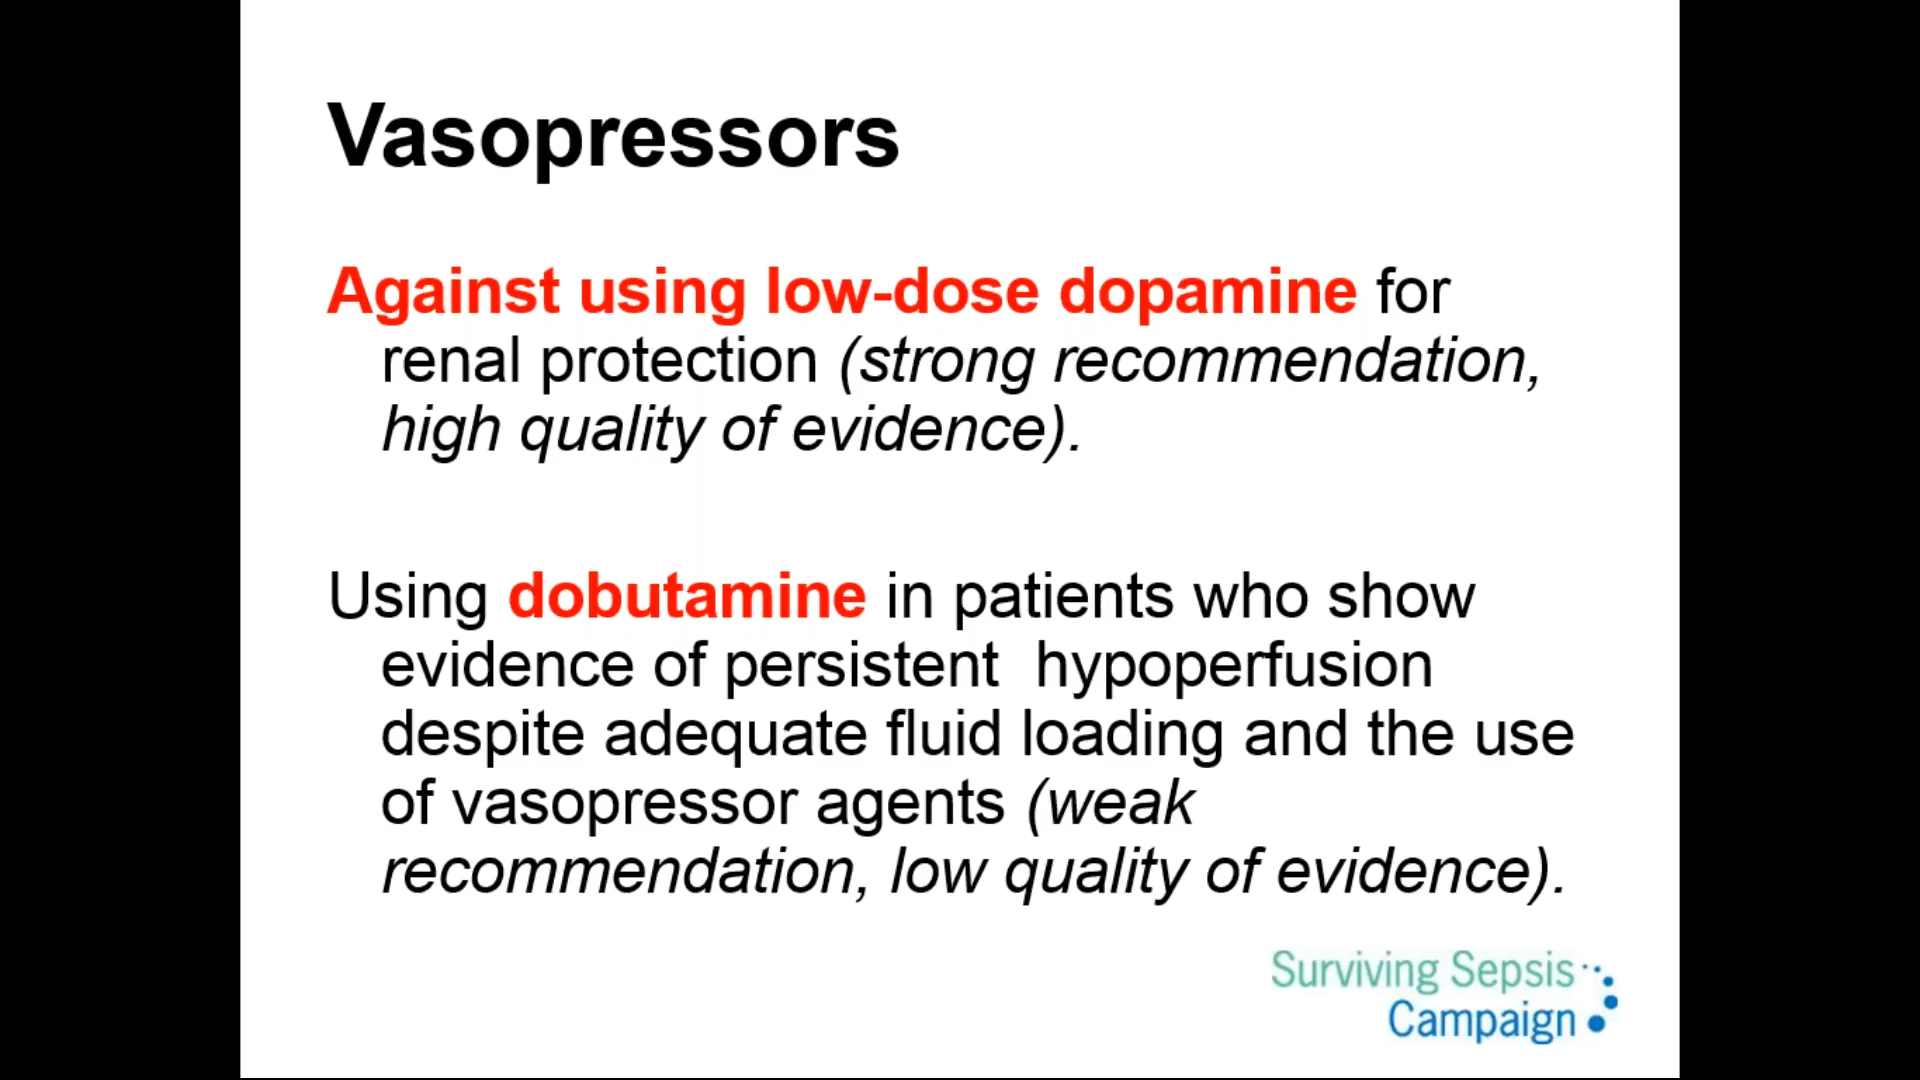 Vasopressors
Against using low-dose dopamine for
renal protection (strong recommendation,
high quality of evidence).
Using dobutamine in patients who show
evidence of persistent  hypoperfusion
despite adequate fluid loading and the use
of vasopressor agents (weak
recommendation, low quality of evidence).
Surviving Sepsis
Campaign